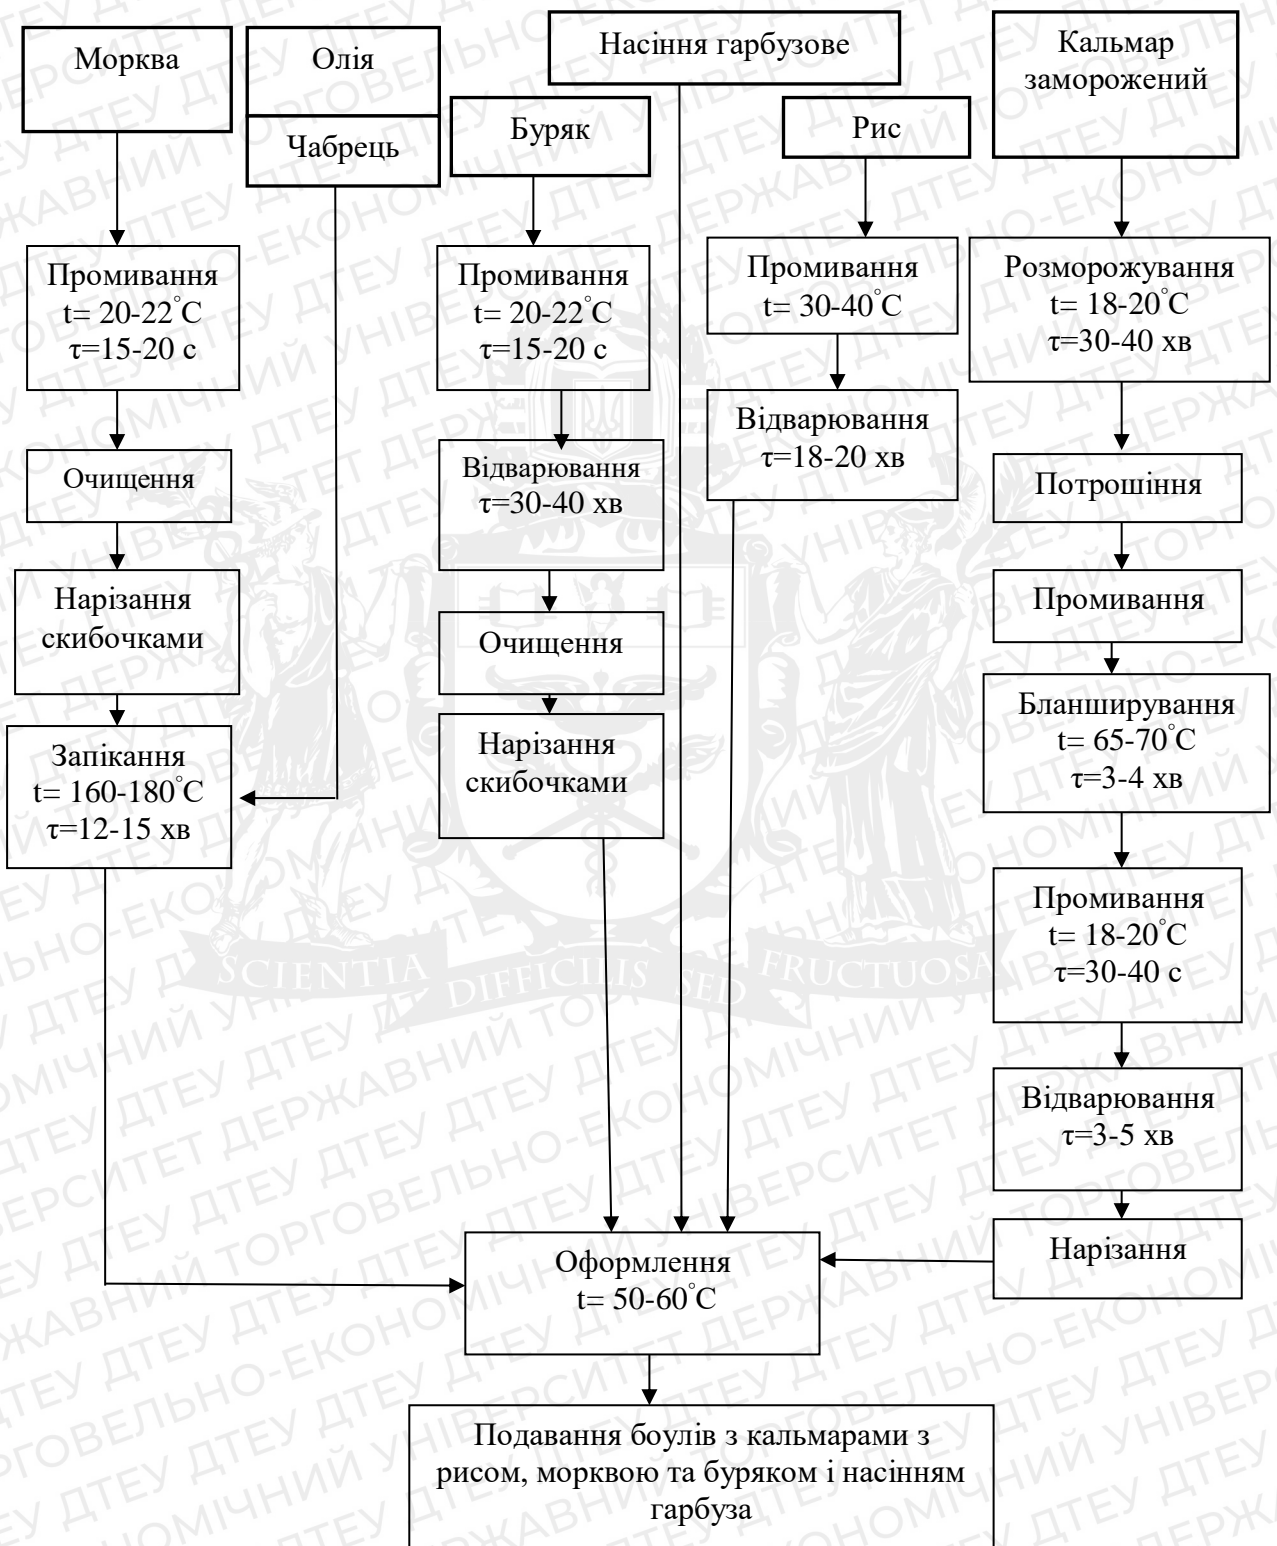 Морква
Олія
Чабрець
Буряк
Насіння гарбузове
Рис
Кальмар
заморожений
Промивання
t= 20-22°С
τ=15-20 с
Очищення
Нарізання
скибочками
Запікання
t= 160-180°С
τ=12-15 хв
Промивання
t= 20-22°С
τ=15-20 с
Відварювання
τ=30-40 хв
Очищення
Нарізання
скибочками
Промивання
t= 30-40°С
Відварювання
τ=18-20 хв
Розморожування
t= 18-20°С
τ=30-40 хв
Потрошіння
Промивання
Бланширування
t= 65-70°С
τ=3-4 хв
Промивання
t= 18-20°С
τ=30-40 с
Відварювання
τ=3-5 хв
Нарізання
Оформлення
t= 50-60°С
Подавання боулів з кальмарами з
рисом, морквою та буряком і насінням
гарбуза
SCIENTIA DIFFICILIS SED FRUCTUOSA